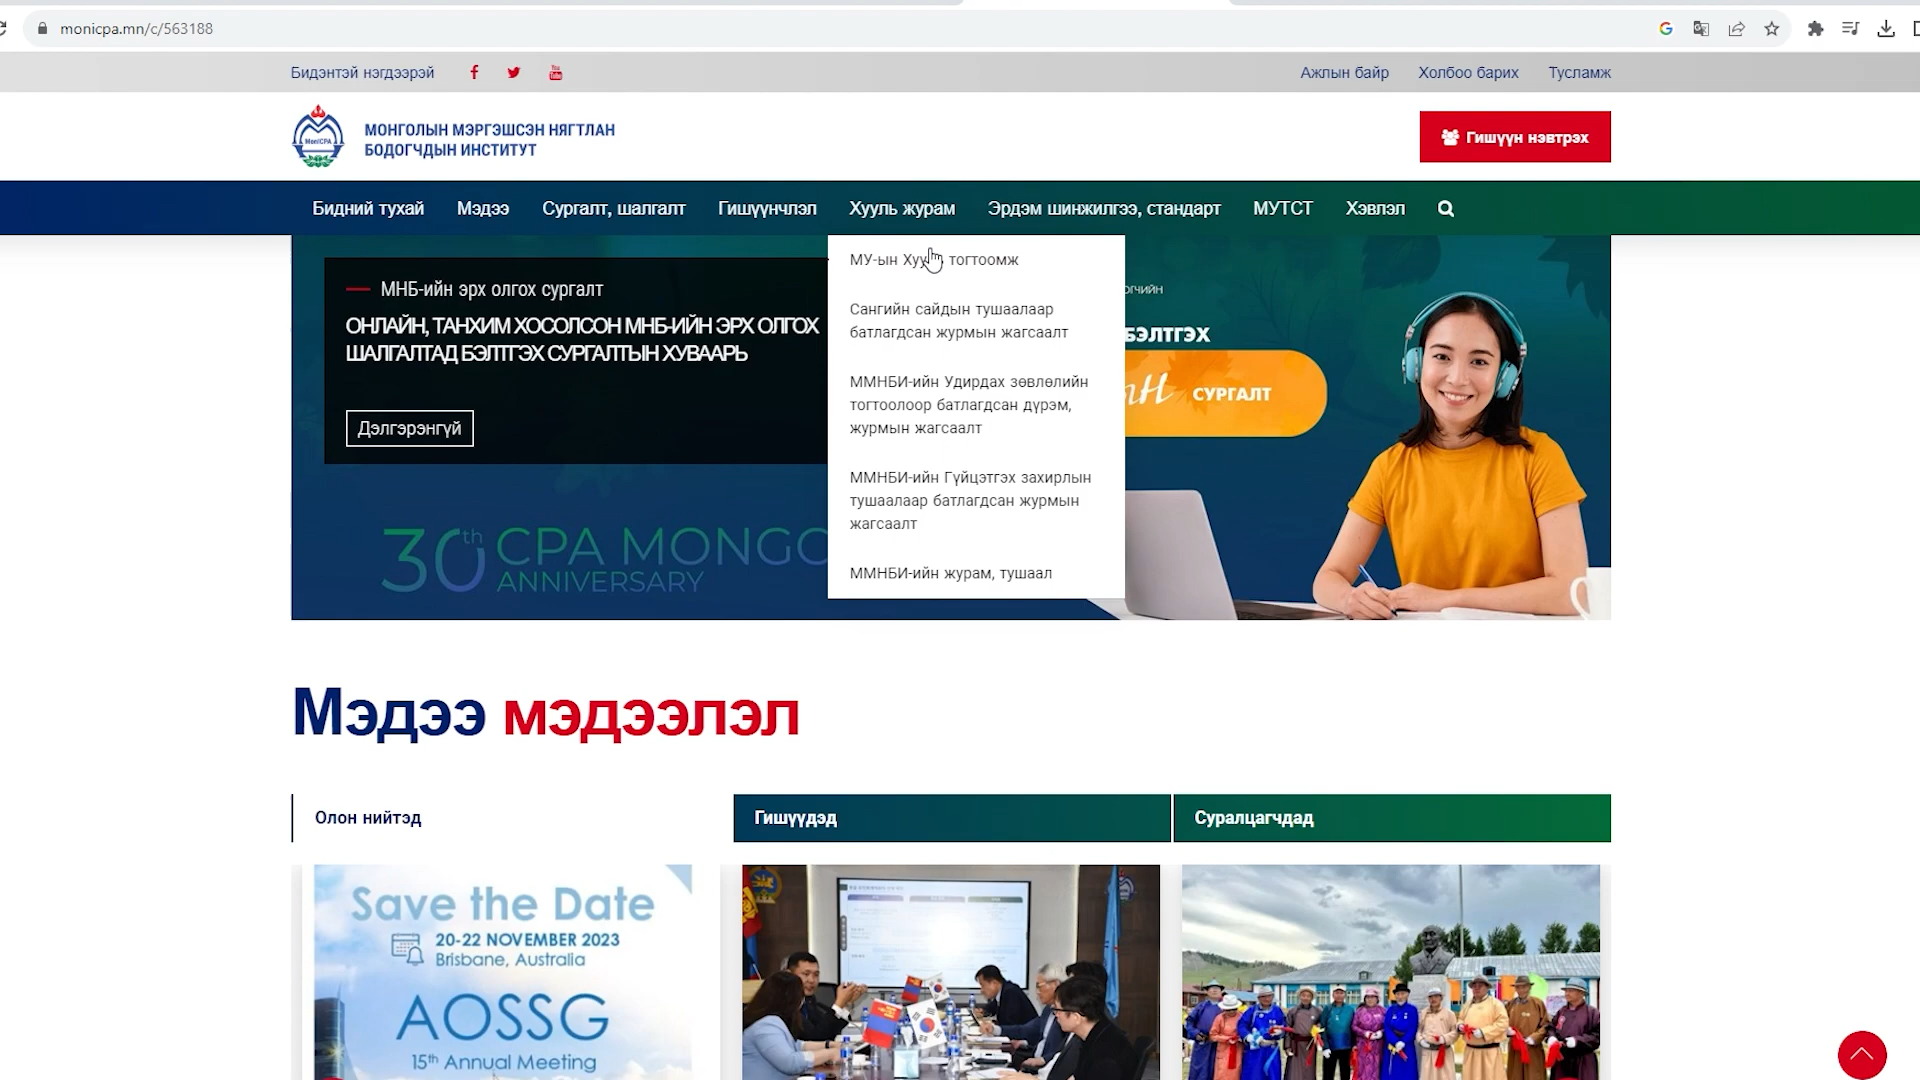 monicpa.mn/c/563188
Бидэнтэй нэгдээрэй
Ажлын байр Холбоо барих Тусламж
МОНГОЛЫН МЭРГЭШСЭН НЯГТЛАН
БОДОГЧДЫН ИНСТИТУТ
MonICPA
Гишүүн нэвтрэх
Бидний тухай Мэдээ Сургалт, шалгалт Гишүүнчлэл Хууль журам Эрдэм шинжилгээ, стандарт МУТСТ Хэвлэл
МУ-ын тогтоомж
Сангийн сайдын тушаалаар
батлагдсан журмын жагсаалт
ММНБИ-ийн Удирдах зөвлөлийн
тогтоолоор батлагдсан дүрэм,
журмын жагсаалт
ММНБИ-ийн Гүйцэтгэх захирлын
тушаалаар батлагдсан журмын
жагсаалт
ММНБИ-ийн журам, тушаал
МНБ-ийн эрх олгох сургалт
ОНЛАЙН, ТАНХИМ ХОСОЛСОН МНБ-ИЙН ЭРХ ОЛГОХ
ШАЛГАЛТАД БЭЛТГЭХ СУРГАЛТЫН ХУВААРЬ
Дэлгэрэнгүй
30th CPA MONGO
ANNIVERSARY
БЭЛТГЭХ
СУРГАЛТ
Мэдээ мэдээлэл
Олон нийтэд
Гишүүдэд
Суралцагчдад
Save the Date
20-22 NOVEMBER 2023
Brisbane, Australia
AOSSG
15th Annual Meeting